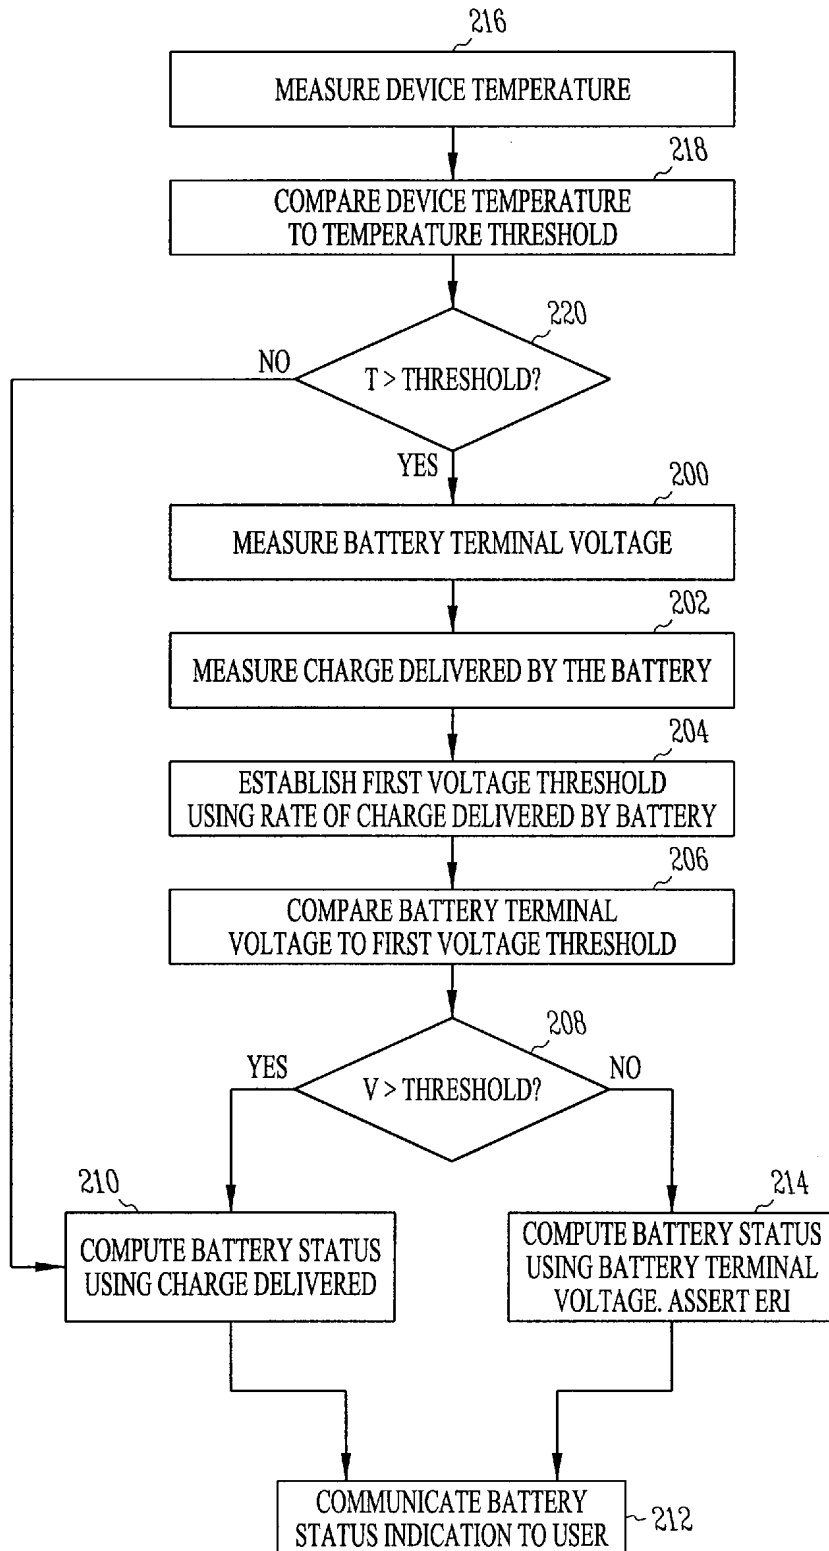 216
MEASURE DEVICE TEMPERATURE
218
COMPARE DEVICE TEMPERATURE
TO TEMPERATURE THRESHOLD
220
NO
T > THRESHOLD?
YES
200
MEASURE BATTERY TERMINAL VOLTAGE
202
MEASURE CHARGE DELIVERED BY THE BATTERY
204
ESTABLISH FIRST VOLTAGE THRESHOLD
USING RATE OF CHARGE DELIVERED BY BATTERY
206
COMPARE BATTERY TERMINAL
VOLTAGE TO FIRST VOLTAGE THRESHOLD
208
YES
V > THRESHOLD?
NO
210
COMPUTE BATTERY STATUS
USING CHARGE DELIVERED
214
COMPUTE BATTERY STATUS
USING BATTERY TERMINAL
VOLTAGE. ASSERT ERI
COMMUNICATE BATTERY
STATUS INDICATION TO USER
212